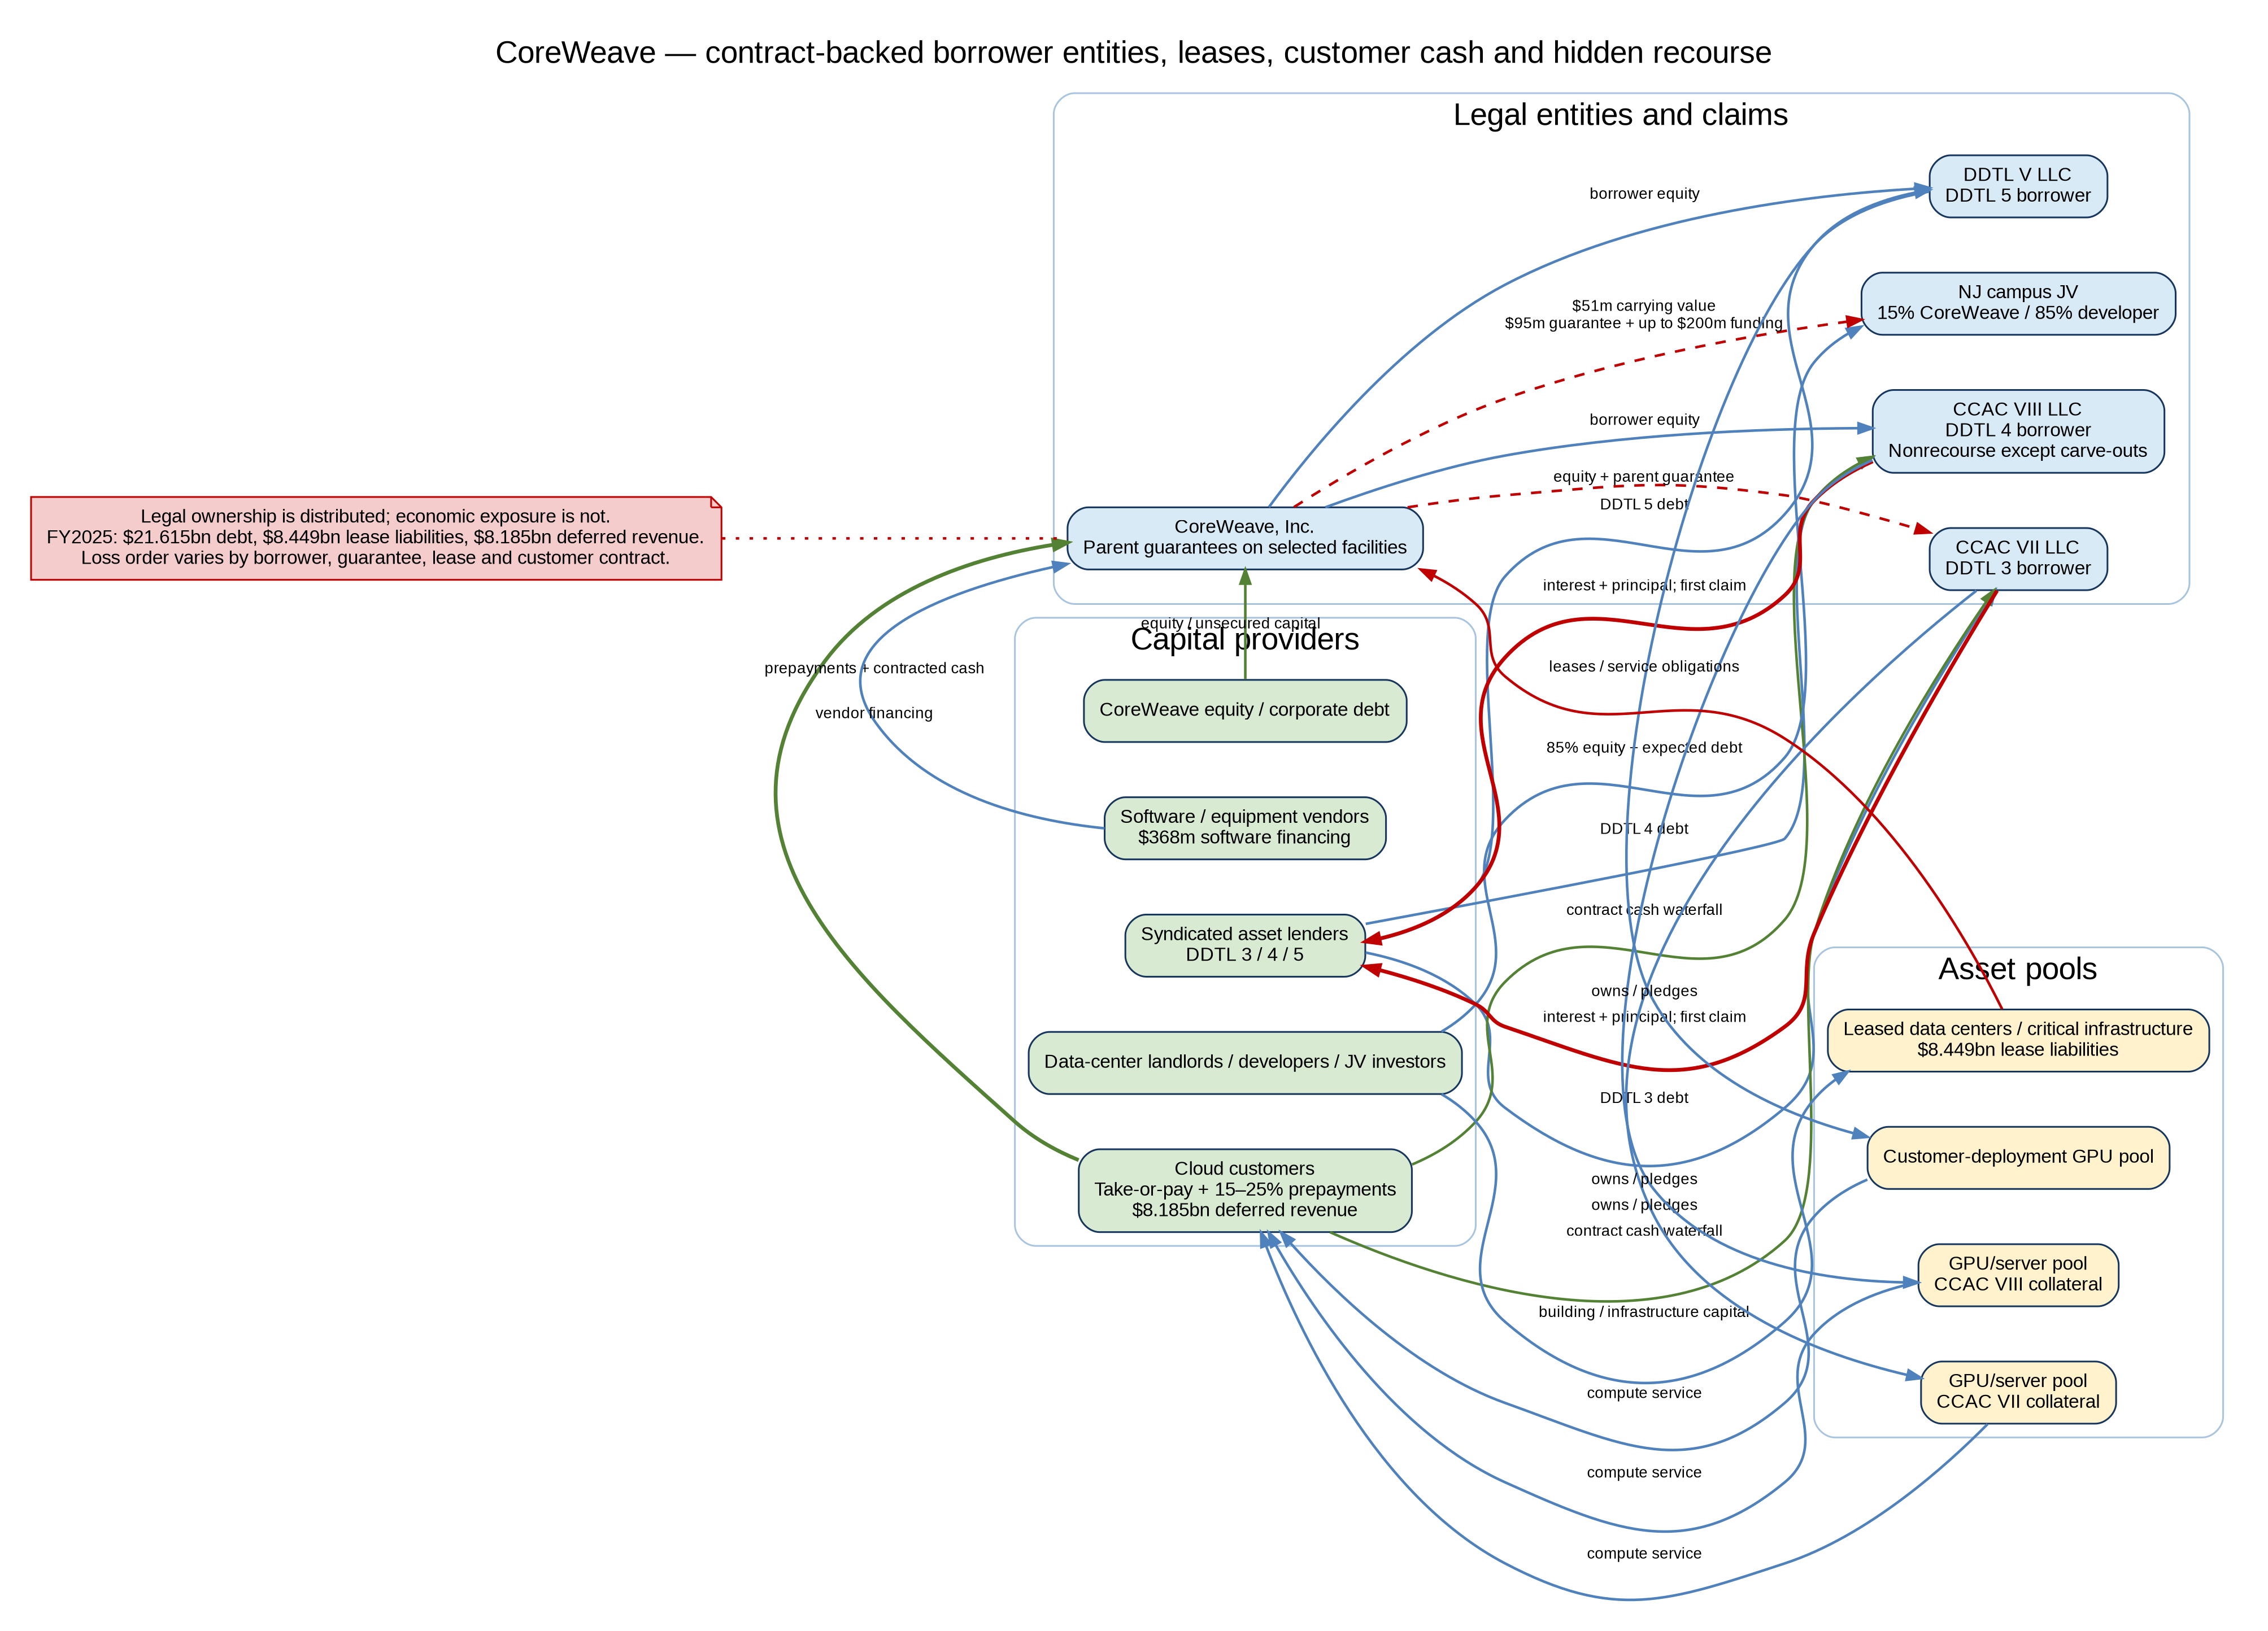 CoreWeave — contract-backed borrower entities, leases, customer cash and hidden recourse
Legal entities and claims
DDTL V LLC
DDTL 5 borrower
borrower equity
NJ campus JV
15% CoreWeave / 85% developer
$51m carrying value
$95m guarantee + up to $200m funding
CCAC VIII LLC
DDTL 4 borrower
Nonrecourse except carve-outs
borrower equity
equity + parent guarantee
DDTL 5 debt
Legal ownership is distributed; economic exposure is not.
FY2025: $21.615bn debt, $8.449bn lease liabilities, $8.185bn deferred revenue.
Loss order varies by borrower, guarantee, lease and customer contract.
CoreWeave, Inc.
Parent guarantees on selected facilities
CCAC VII LLC
DDTL 3 borrower
interest + principal; first claim
equity / unsecured capital
Capital providers
prepayments + contracted cash
leases / service obligations
vendor financing
CoreWeave equity / corporate debt
85% equity + expected debt
Software / equipment vendors
$368m software financing
DDTL 4 debt
contract cash waterfall
Syndicated asset lenders
DDTL 3 / 4 / 5
Asset pools
owns / pledges
interest + principal; first claim
Leased data centers / critical infrastructure
$8.449bn lease liabilities
Data-center landlords / developers / JV investors
DDTL 3 debt
Customer-deployment GPU pool
Cloud customers
Take-or-pay + 15–25% prepayments
$8.185bn deferred revenue
owns / pledges
owns / pledges
contract cash waterfall
GPU/server pool
CCAC VIII collateral
building / infrastructure capital
GPU/server pool
CCAC VII collateral
compute service
compute service
compute service